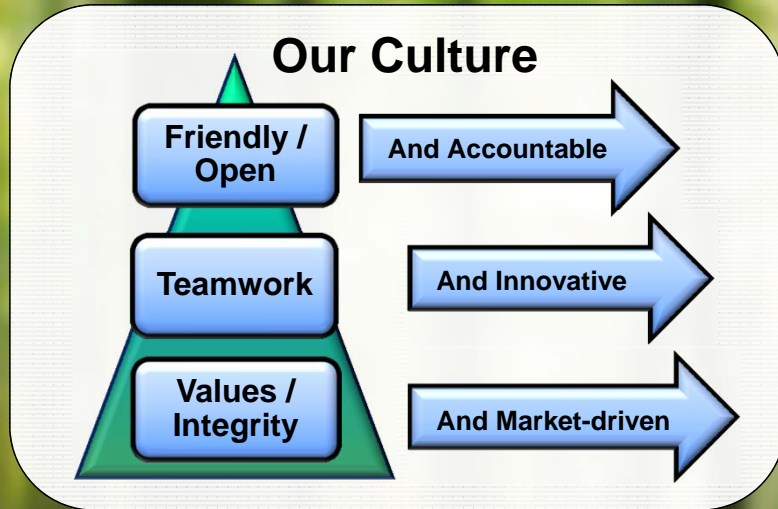 Our Culture
Friendly /
Open
And Accountable
Teamwork
And Innovative
Values /
Integrity
And Market-driven